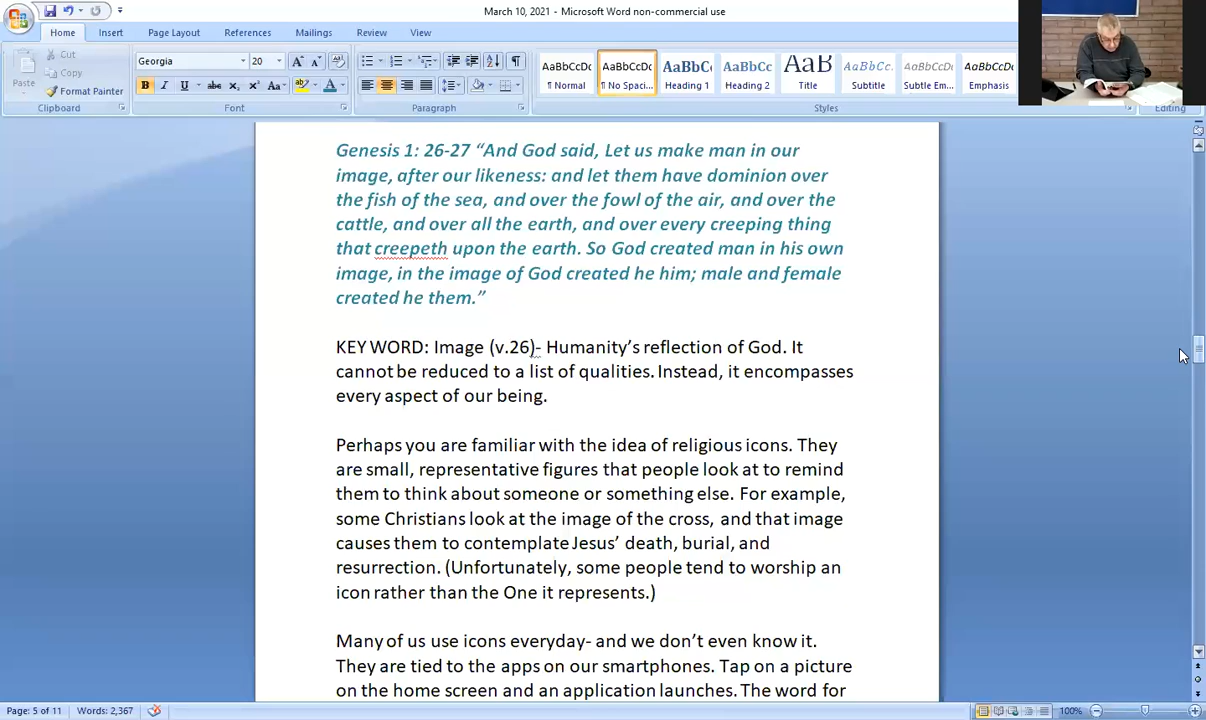 March 10, 2021 - Microsoft Word non-commercial use
Home Insert Page Layout References Mailings Review View
Paste
Cut
Copy
Format Painter
Clipboard
Georgia 20
Font
Paragraph
AaBbCcDc AaBbCcDc AaBbCc AaBbCc AaB AaBbCcDc AaBbCcDc AaBbCcDc
¶ Normal ¶ No Spaci... Heading 1 Heading 2 Title Subtitle Subtle Em... Emphasis
Styles
Editing
Genesis 1: 26-27 “And God said, Let us make man in our
image, after our likeness: and let them have dominion over
the fish of the sea, and over the fowl of the air, and over the
cattle, and over all the earth, and over every creeping thing
that creepeth upon the earth. So God created man in his own
image, in the image of God created he him; male and female
created he them.”
KEY WORD: Image (v.26)- Humanity’s reflection of God. It
cannot be reduced to a list of qualities. Instead, it encompasses
every aspect of our being.
Perhaps you are familiar with the idea of religious icons. They
are small, representative figures that people look at to remind
them to think about someone or something else. For example,
some Christians look at the image of the cross, and that image
causes them to contemplate Jesus’ death, burial, and
resurrection. (Unfortunately, some people tend to worship an
icon rather than the One it represents.)
Many of us use icons everyday- and we don’t even know it.
They are tied to the apps on our smartphones. Tap on a picture
on the home screen and an application launches. The word for
Page: 5 of 11 Words: 2,367 100%